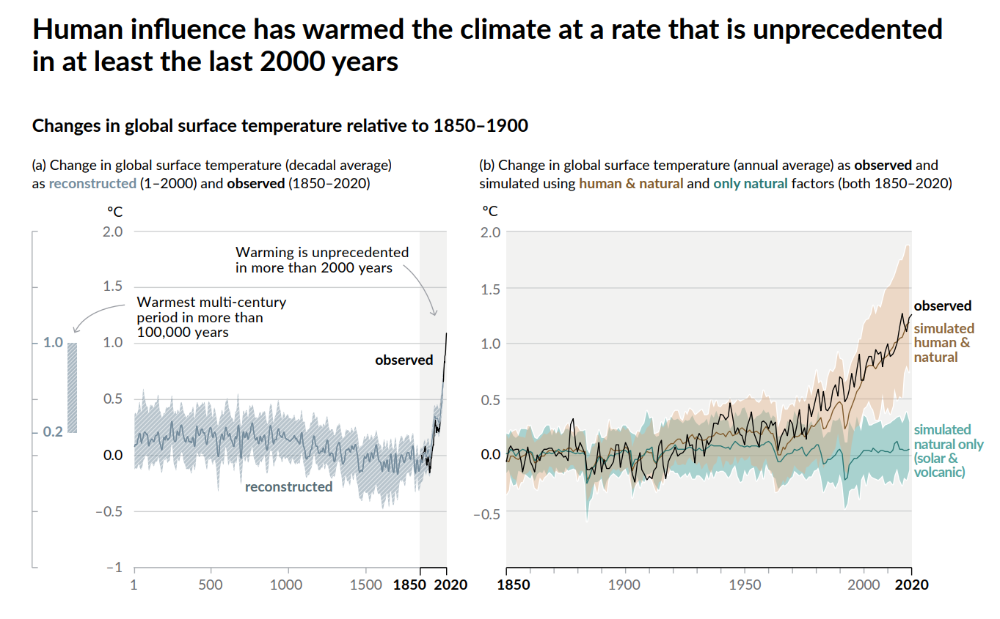 Human influence has warmed the climate at a rate that is unprecedented
in at least the last 2000 years
Changes in global surface temperature relative to 1850–1900
(a) Change in global surface temperature (decadal average)
as reconstructed (1–2000) and observed (1850–2020)
°C
2.0
1.5
1.0
0.5
0.0
−0.5
−1
1.0
0.2
Warming is unprecedented
in more than 2000 years
Warmest multi-century
period in more than
100,000 years
observed
reconstructed
1 500 1000 1500 1850 2020
(b) Change in global surface temperature (annual average) as observed and
simulated using human & natural and only natural factors (both 1850–2020)
°C
2.0
1.5
1.0
0.5
0.0
−0.5
observed
simulated
human &
natural
simulated
natural only
(solar &
volcanic)
1850 1900 1950 2000 2020